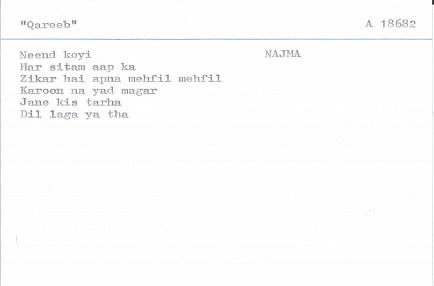 "Qareeb" A 18682
Neend koyi NAJMA
Har sitam aap ka
Zikar hai apna mehfil mehfil
Karoon na yad magar
Jane kis tarha
Dil laga ya tha